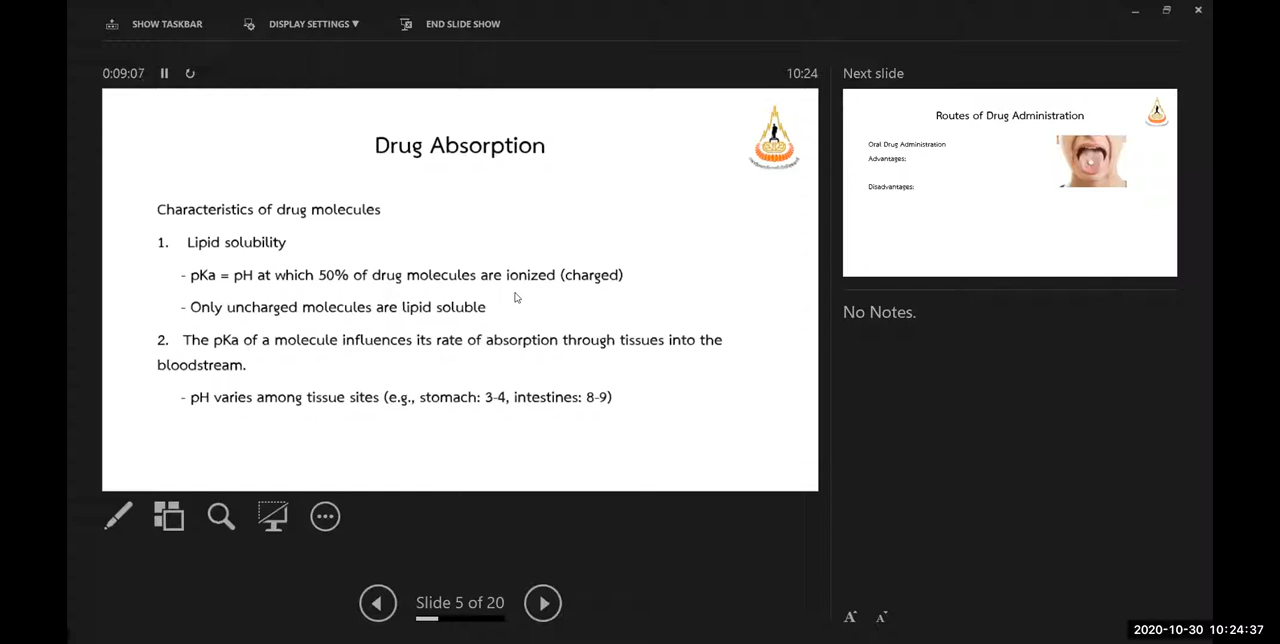 SHOW TASKBAR
DISPLAY SETTINGS ▼
END SLIDE SHOW
0:09:07
10:24
Next slide
Drug Absorption
Characteristics of drug molecules
1. Lipid solubility
- pKa = pH at which 50% of drug molecules are ionized (charged)
- Only uncharged molecules are lipid soluble
2. The pKa of a molecule influences its rate of absorption through tissues into the
bloodstream.
- pH varies among tissue sites (e.g., stomach: 3-4, intestines: 8-9)
Routes of Drug Administration
Oral Drug Administration
Advantages:
Disadvantages:
No Notes.
Slide 5 of 20
A A
2020-10-30 10:24:37